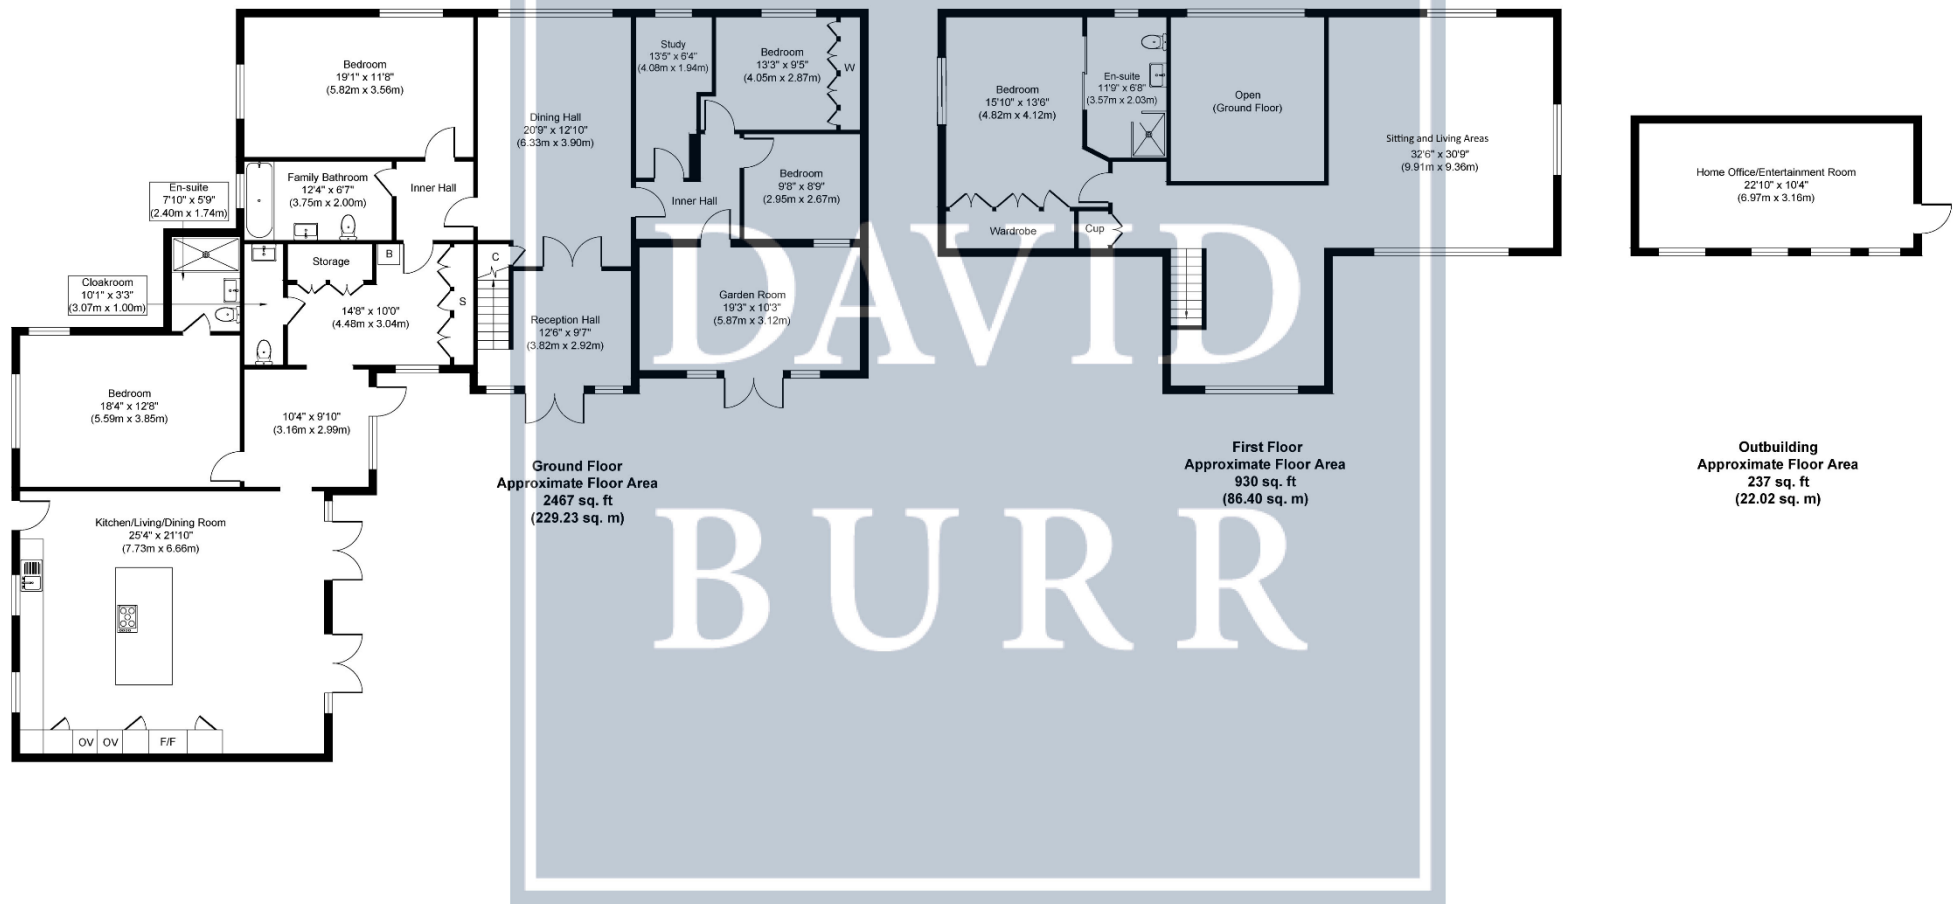 Bedroom
19'1" x 11'8"
(5.82m x 3.56m)
Dining Hall
20'9" x 12'10"
(6.33m x 3.90m)
Study
13'5" x 6'4"
(4.08m x 1.94m)
Bedroom
13'3" x 9'5"
(4.05m x 2.87m)
W
Family Bathroom
12'4" x 6'7"
(3.75m x 2.00m)
Inner Hall
En-suite
7'10" x 5'9"
(2.40m x 1.74m)
Bedroom
9'8" x 8'9"
(2.95m x 2.67m)
Inner Hall
Storage
B
C
S
Cloakroom
10'1" x 3'3"
(3.07m x 1.00m)
14'8" x 10'0"
(4.48m x 3.04m)
Reception Hall
12'6" x 9'7"
(3.82m x 2.92m)
Garden Room
19'3" x 10'3"
(5.87m x 3.12m)
Bedroom
18'4" x 12'8"
(5.59m x 3.85m)
10'4" x 9'10"
(3.16m x 2.99m)
Kitchen/Living/Dining Room
25'4" x 21'10"
(7.73m x 6.66m)
OV
OV
F/F
Ground Floor
Approximate Floor Area
2467 sq. ft
(229.23 sq. m)
Bedroom
15'10" x 13'6"
(4.82m x 4.12m)
En-suite
11'9" x 6'8"
(3.57m x 2.03m)
Open
(Ground Floor)
Sitting and Living Areas
32'6" x 30'9"
(9.91m x 9.36m)
Wardrobe
Cup
First Floor
Approximate Floor Area
930 sq. ft
(86.40 sq. m)
Home Office/Entertainment Room
22'10" x 10'4"
(6.97m x 3.16m)
Outbuilding
Approximate Floor Area
237 sq. ft
(22.02 sq. m)
DAVID
BURR